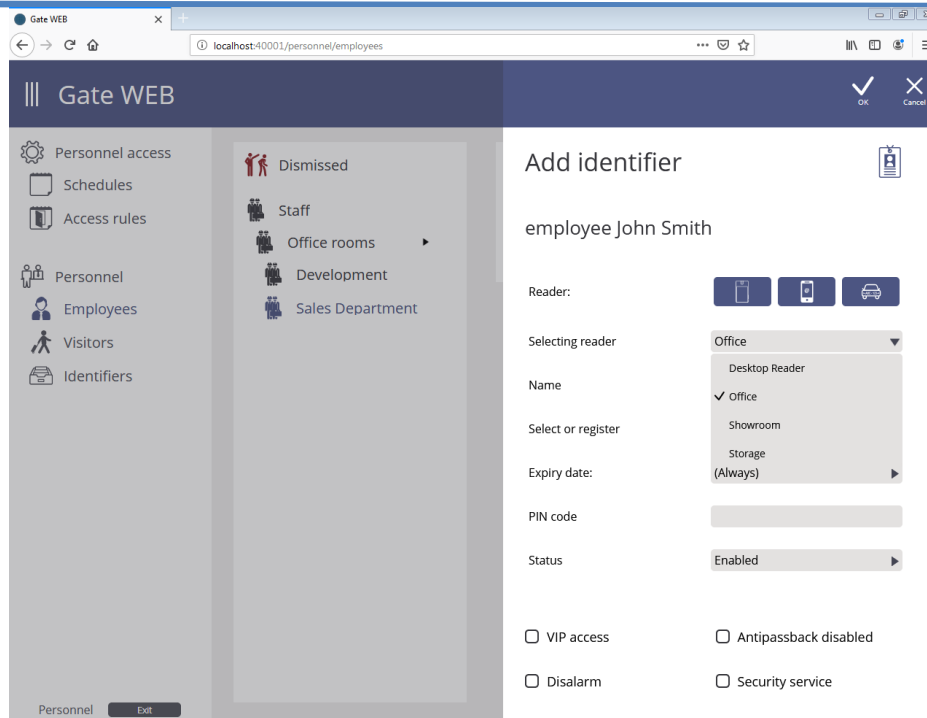 Gate WEB
localhost:40001/personnel/employees
Gate WEB
OK
Cancel
Personnel access
Schedules
Access rules
Personnel
Employees
Visitors
Identifiers
Personnel
Exit
Dismissed
Staff
Office rooms
Development
Sales Department
Add identifier
employee John Smith
Reader:
Selecting reader Office
Desktop Reader
Office
Showroom
Storage
Name
Select or register
Expiry date: (Always)
PIN code
Status Enabled
VIP access Antipassback disabled
Disalarm Security service